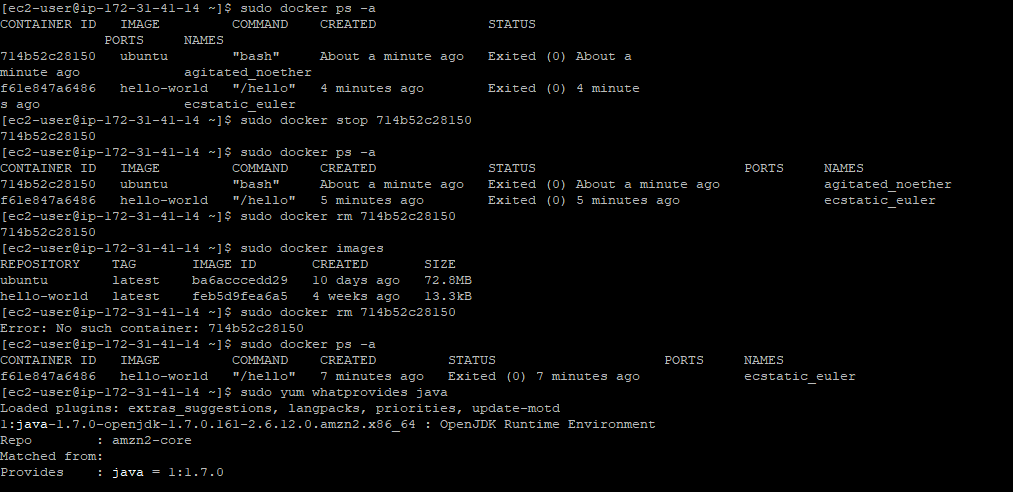 [ec2-user@ip-172-31-41-14 ~]$ sudo docker ps -a
CONTAINER ID   IMAGE         COMMAND    CREATED              STATUS
             PORTS     NAMES
714b52c28150   ubuntu        "bash"     About a minute ago   Exited (0) About a
minute ago             agitated_noether
f61e847a6486   hello-world   "/hello"   4 minutes ago        Exited (0) 4 minute
s ago                  ecstatic_euler
[ec2-user@ip-172-31-41-14 ~]$ sudo docker stop 714b52c28150
714b52c28150
[ec2-user@ip-172-31-41-14 ~]$ sudo docker ps -a
CONTAINER ID   IMAGE         COMMAND    CREATED              STATUS                          PORTS     NAMES
714b52c28150   ubuntu        "bash"     About a minute ago   Exited (0) About a minute ago             agitated_noether
f61e847a6486   hello-world   "/hello"   5 minutes ago        Exited (0) 5 minutes ago                  ecstatic_euler
[ec2-user@ip-172-31-41-14 ~]$ sudo docker rm 714b52c28150
714b52c28150
[ec2-user@ip-172-31-41-14 ~]$ sudo docker images
REPOSITORY    TAG       IMAGE ID       CREATED       SIZE
ubuntu        latest    ba6acccedd29   10 days ago   72.8MB
hello-world   latest    feb5d9fea6a5   4 weeks ago   13.3kB
[ec2-user@ip-172-31-41-14 ~]$ sudo docker rm 714b52c28150
Error: No such container: 714b52c28150
[ec2-user@ip-172-31-41-14 ~]$ sudo docker ps -a
CONTAINER ID   IMAGE         COMMAND    CREATED         STATUS                     PORTS     NAMES
f61e847a6486   hello-world   "/hello"   7 minutes ago   Exited (0) 7 minutes ago             ecstatic_euler
[ec2-user@ip-172-31-41-14 ~]$ sudo yum whatprovides java
Loaded plugins: extras_suggestions, langpacks, priorities, update-motd
1:java-1.7.0-openjdk-1.7.0.161-2.6.12.0.amzn2.x86_64 : OpenJDK Runtime Environment
Repo        : amzn2-core
Matched from:
Provides    : java = 1:1.7.0